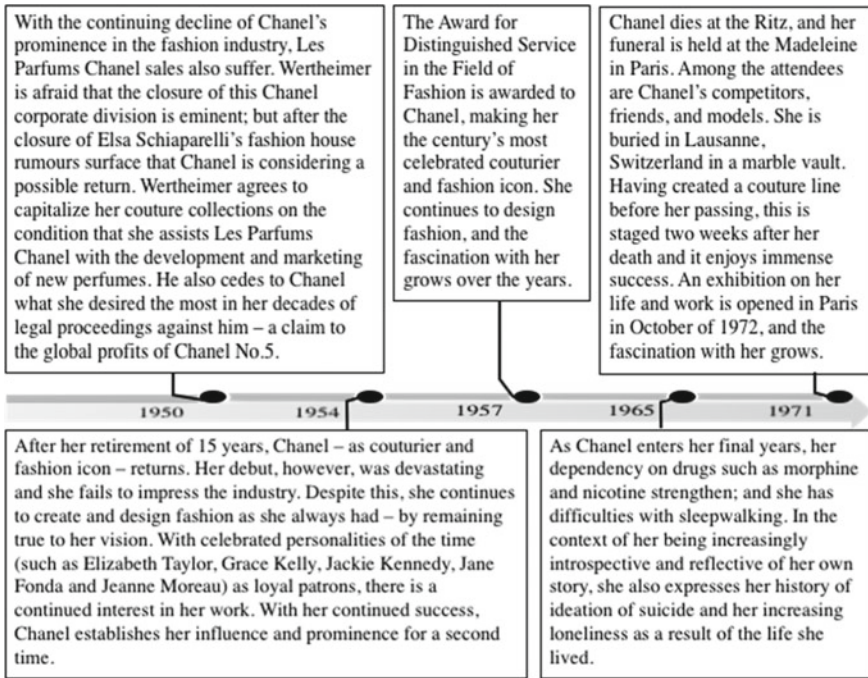 With the continuing decline of Chanel's
prominence in the fashion industry, Les
Parfums Chanel sales also suffer. Wertheimer
is afraid that the closure of this Chanel
corporate division is eminent; but after the
closure of Elsa Schiaparelli's fashion house
rumours surface that Chanel is considering a
possible return. Wertheimer agrees to
capitalize her couture collections on the
condition that she assists Les Parfums
Chanel with the development and marketing
of new perfumes. He also cedes to Chanel
what she desired the most in her decades of
legal proceedings against him – a claim to
the global profits of Chanel No.5.
The Award for
Distinguished Service
in the Field of
Fashion is awarded to
Chanel, making her
the century's most
celebrated couturier
and fashion icon. She
continues to design
fashion, and the
fascination with her
grows over the years.
Chanel dies at the Ritz, and her
funeral is held at the Madeleine
in Paris. Among the attendees
are Chanel's competitors,
friends, and models. She is
buried in Lausanne,
Switzerland in a marble vault.
Having created a couture line
before her passing, this is
staged two weeks after her
death and it enjoys immense
success. An exhibition on her
life and work is opened in Paris
in October of 1972, and the
fascination with her grows.
1950 1954 1957 1965 1971
After her retirement of 15 years, Chanel – as couturier and
fashion icon – returns. Her debut, however, was devastating
and she fails to impress the industry. Despite this, she continues
to create and design fashion as she always had – by remaining
true to her vision. With celebrated personalities of the time
(such as Elizabeth Taylor, Grace Kelly, Jackie Kennedy, Jane
Fonda and Jeanne Moreau) as loyal patrons, there is a
continued interest in her work. With her continued success,
Chanel establishes her influence and prominence for a second
time.
As Chanel enters her final years, her
dependency on drugs such as morphine
and nicotine strengthen; and she has
difficulties with sleepwalking. In the
context of her being increasingly
introspective and reflective of her own
story, she also expresses her history of
ideation of suicide and her increasing
loneliness as a result of the life she
lived.